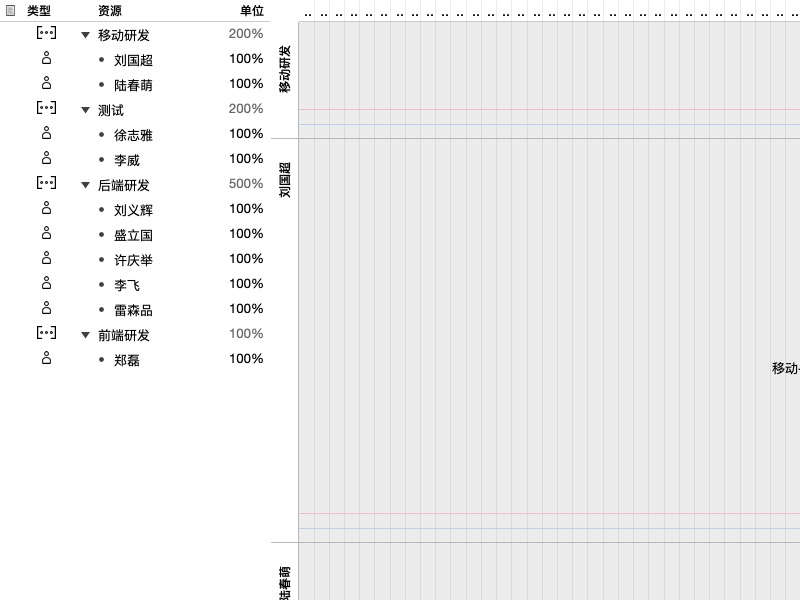 类型 资源 单位
移动研发 200%
刘国超 100%
陆春萌 100%
测试 200%
徐志雅 100%
李威 100%
后端研发 500%
刘义辉 100%
盛立国 100%
许庆举 100%
李飞 100%
雷森品 100%
前端研发 100%
郑磊 100%
移动研发
刘国超
移动-
陆春萌